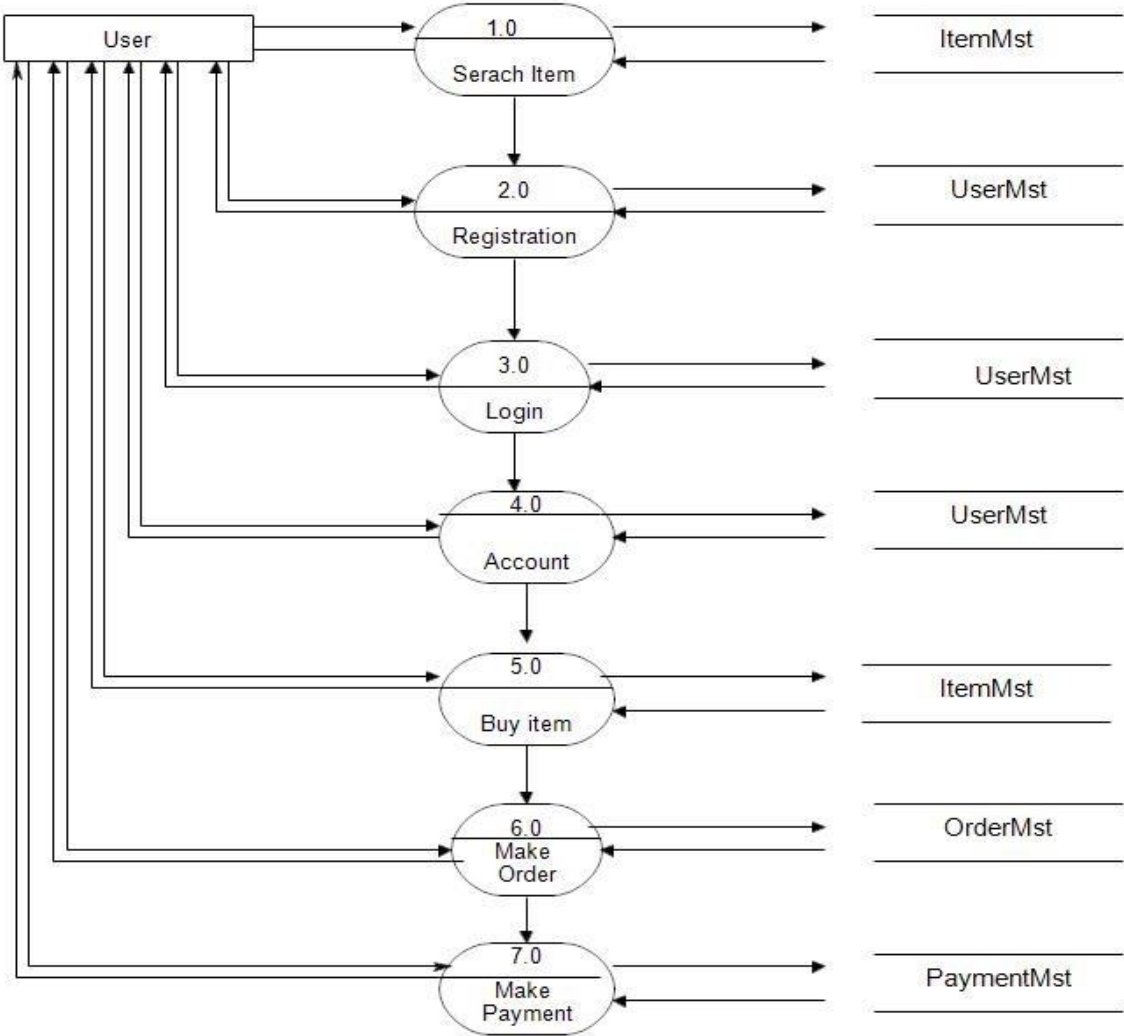 User
1.0
Serach Item
ItemMst
2.0
Registration
UserMst
3.0
Login
UserMst
4.0
Account
UserMst
5.0
Buy item
ItemMst
6.0
Make
Order
OrderMst
7.0
Make
Payment
PaymentMst